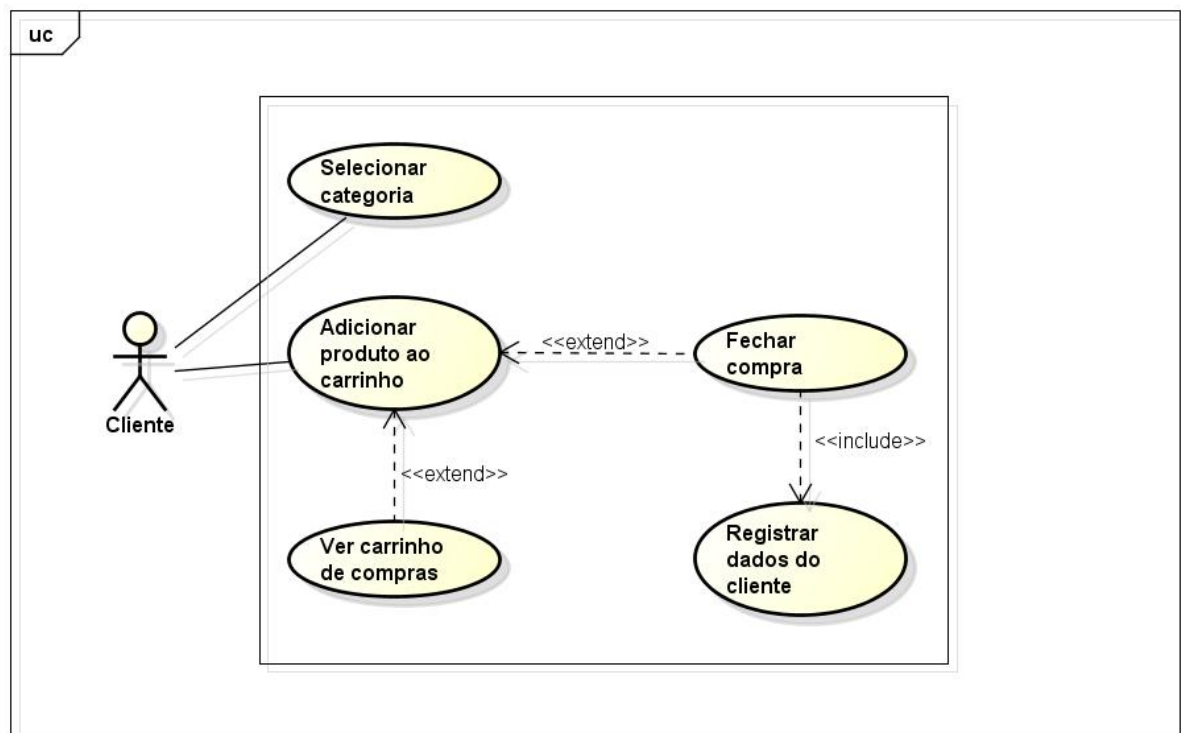 uc
Selecionar
categoria
Adicionar
produto ao
carrinho
<<extend>>
Fechar
compra
Cliente
<<include>>
<<extend>>
Ver carrinho
de compras
Registrar
dados do
cliente